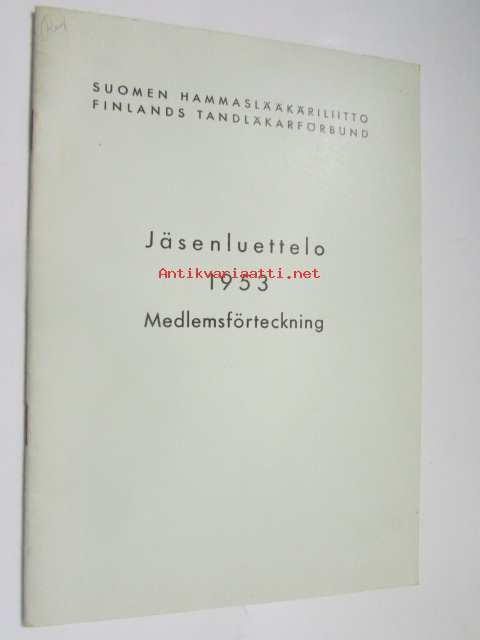 SUOMEN HAMMASLÄÄKÄRILIITTO
FINLANDS TANDLÄKARFÖRBUND
Jäsenluettelo
Antikvariaatti.net
1953
Medlemsförteckning